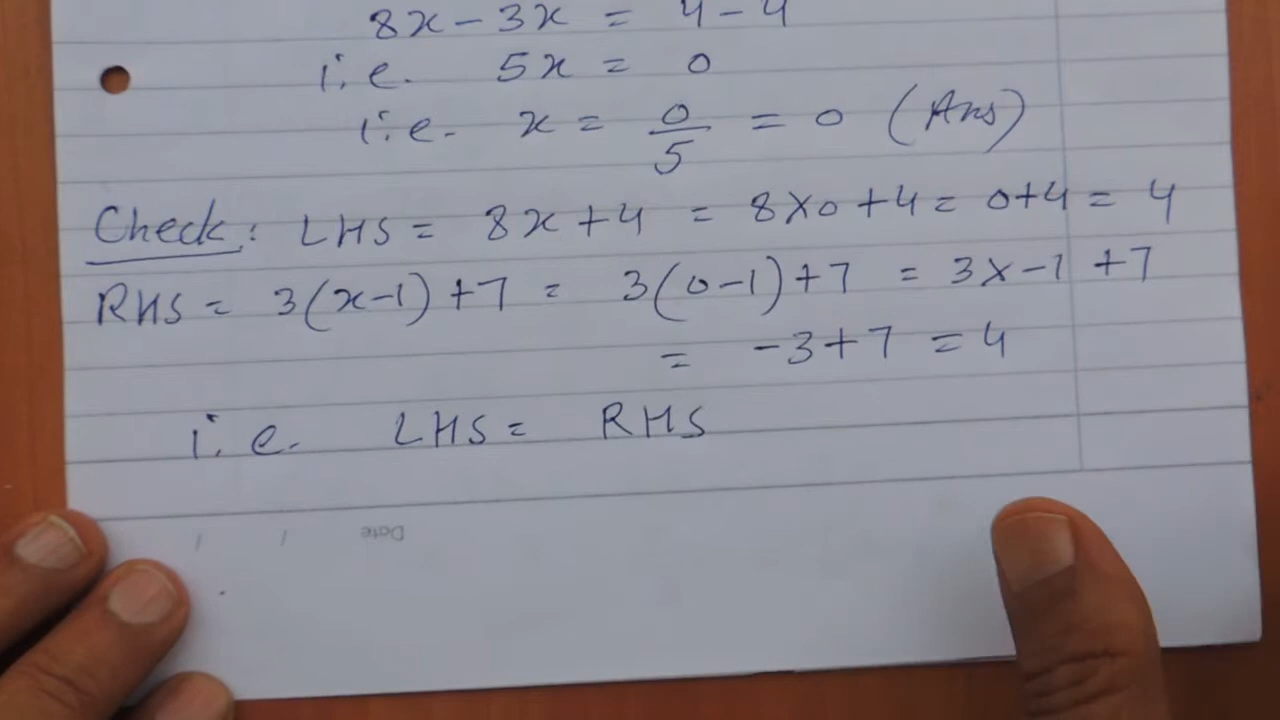 8x - 3x = 4 - 4
i.e. 5x = 0
i.e. x = 0/5 = 0 (Ans)
Check: LHS = 8x + 4 = 8×0 + 4 = 0+4 = 4
RHS = 3(x-1) + 7 = 3(0-1) + 7 = 3×-1 + 7
= -3 + 7 = 4
i.e. LHS = RHS
Date / /